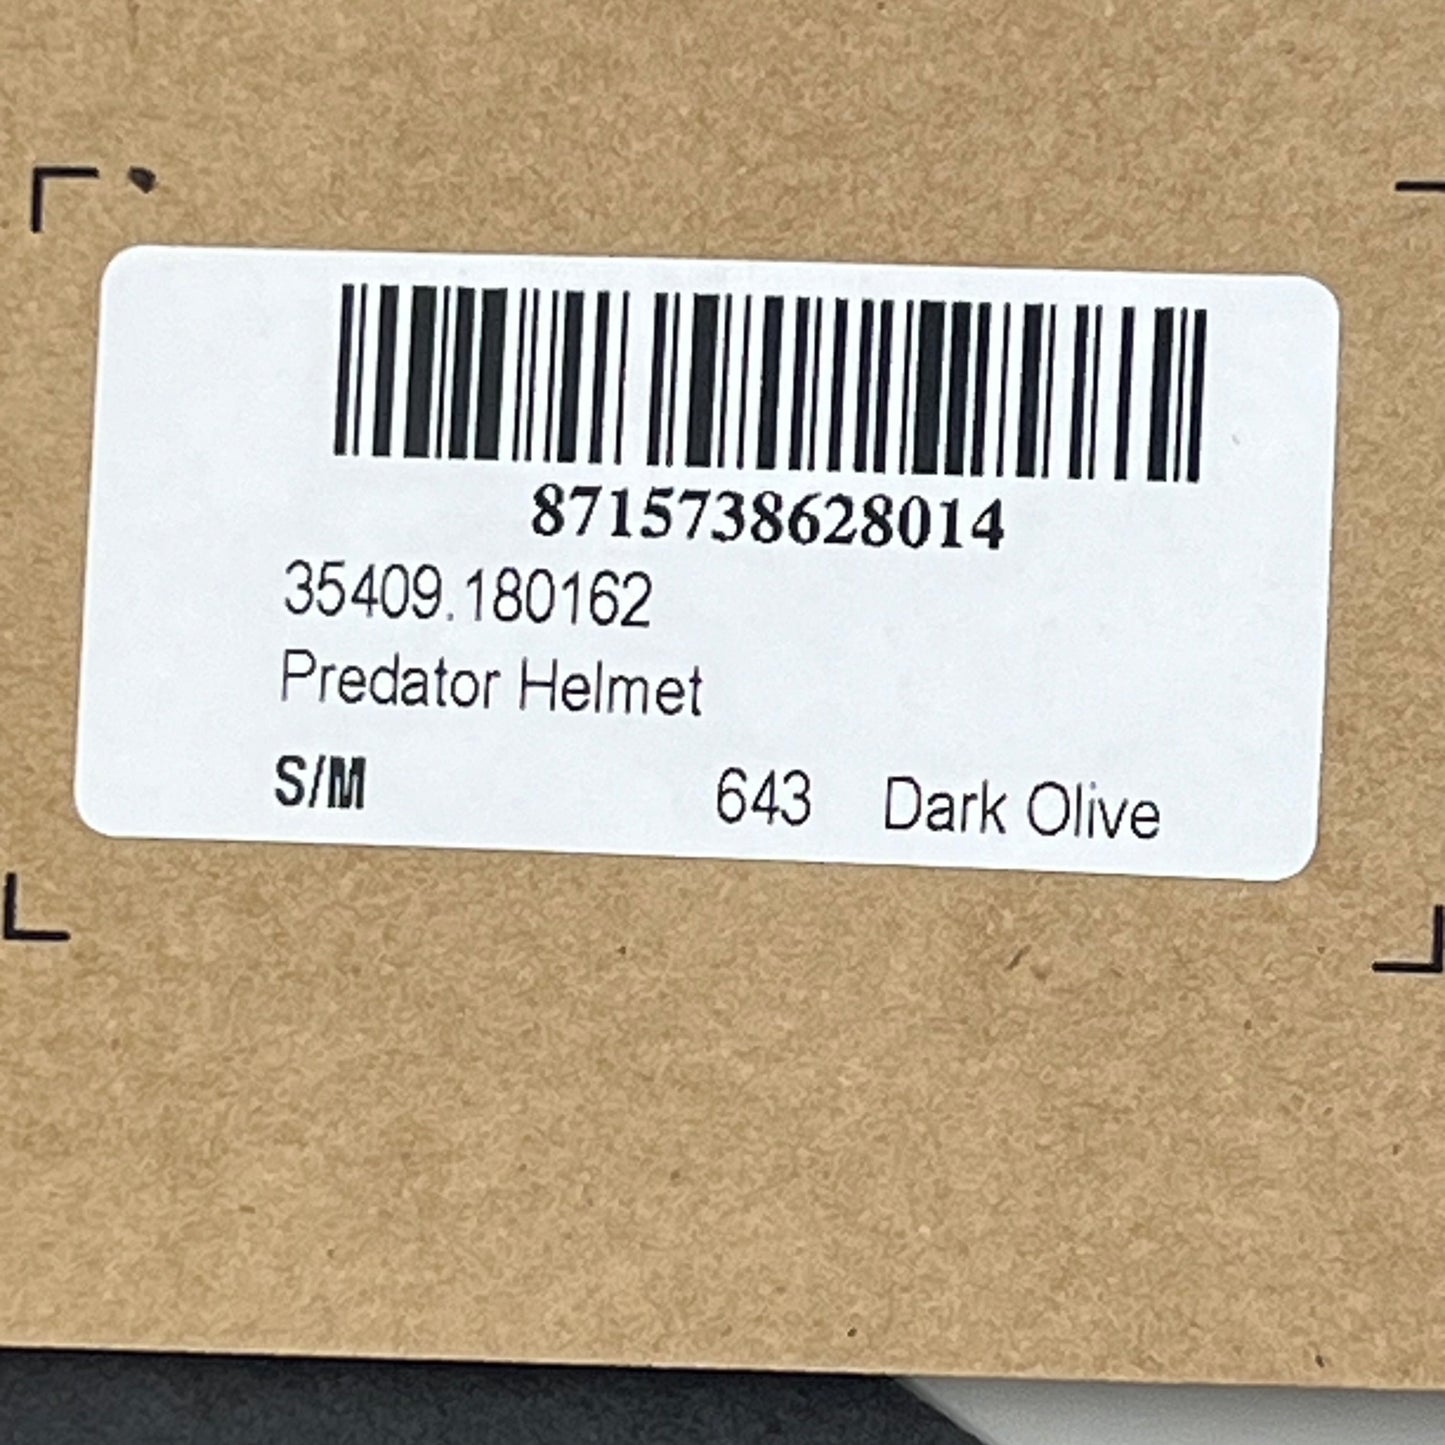 8715738628014
35409.180162
Predator Helmet
S/M 643 Dark Olive